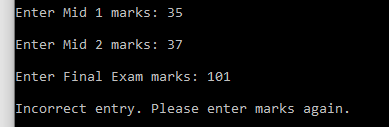 Enter Mid 1 marks: 35
Enter Mid 2 marks: 37
Enter Final Exam marks: 101
Incorrect entry. Please enter marks again.